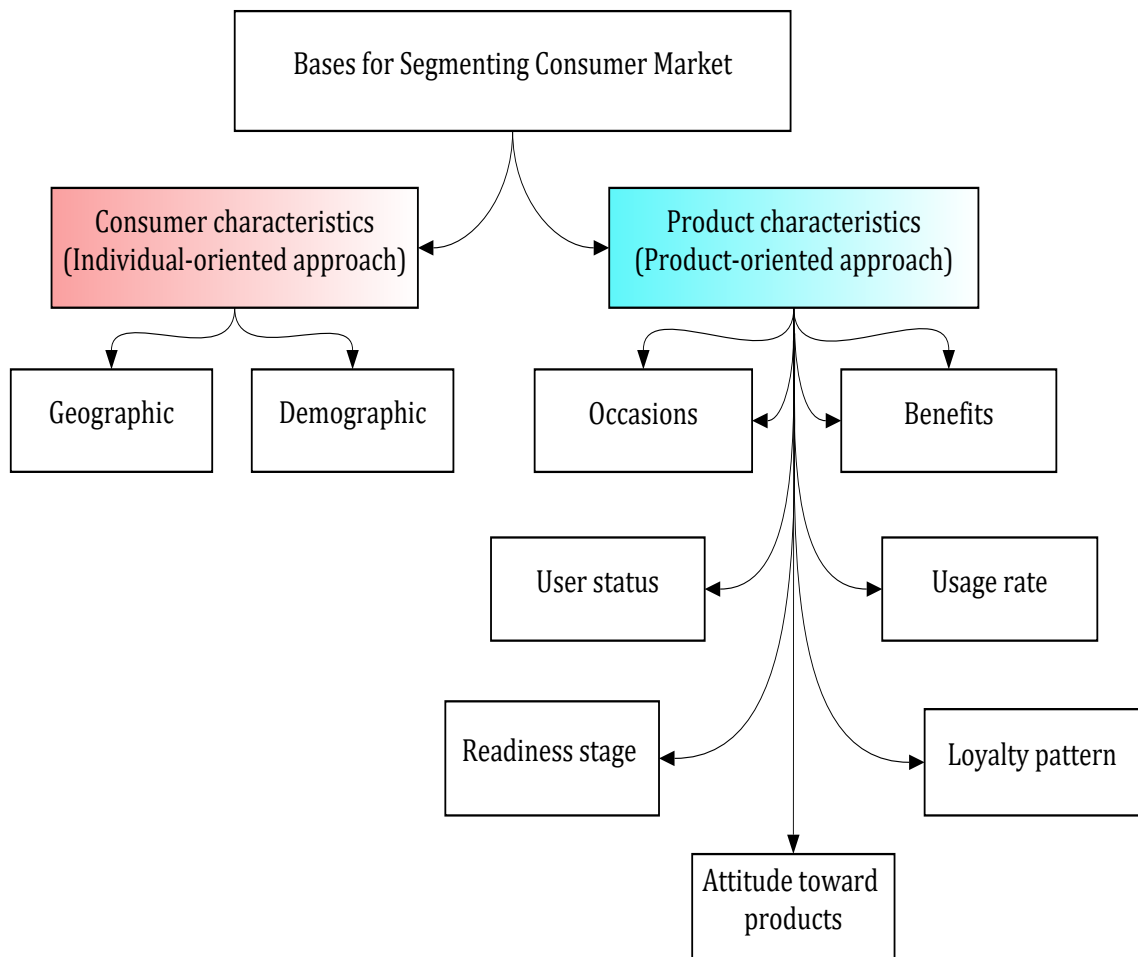 Bases for Segmenting Consumer Market
Consumer characteristics
(Individual-oriented approach)
Product characteristics
(Product-oriented approach)
Geographic
Demographic
Occasions
Benefits
User status
Usage rate
Readiness stage
Loyalty pattern
Attitude toward
products